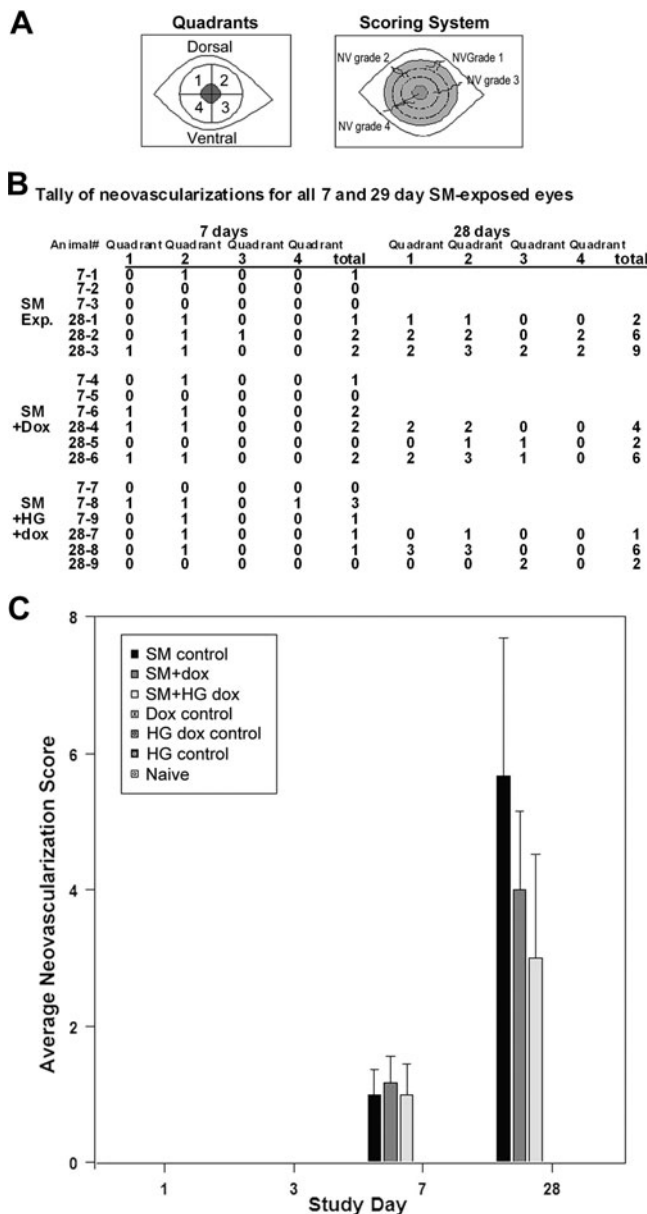 A
Quadrants
Scoring System
Dorsal
1 2
4 3
Ventral
NV grade 2
NVGrade 1
NV grade 3
NV grade 4
B Tally of neovascularizations for all 7 and 29 day SM-exposed eyes
7 days 28 days
Animal# Quadrant Quadrant Quadrant Quadrant Quadrant Quadrant Quadrant Quadrant
1 2 3 4 total 1 2 3 4 total
7-1 0 1 0 0 1
7-2 0 0 0 0 0
SM 7-3 0 0 0 0 0
Exp. 28-1 0 1 0 0 1 1 1 0 0 2
28-2 0 1 1 0 2 2 2 0 2 6
28-3 1 1 0 0 2 2 3 2 2 9
7-4 0 1 0 0 1
7-5 0 0 0 0 0
SM 7-6 1 1 0 0 2
+Dox 28-4 1 1 0 0 2 2 2 0 0 4
28-5 0 0 0 0 0 0 1 1 0 2
28-6 1 1 0 0 2 2 3 1 0 6
7-7 0 0 0 0 0
SM 7-8 1 1 0 1 3
+HG 7-9 0 1 0 0 1
+dox 28-7 0 1 0 0 1 0 1 0 0 1
28-8 0 1 0 0 1 3 3 0 0 6
28-9 0 0 0 0 0 0 0 2 0 2
C
8
6
4
2
0
Average Neovascularization Score
SM control
SM+dox
SM+HG dox
Dox control
HG dox control
HG control
Naive
1 3 7 28
Study Day